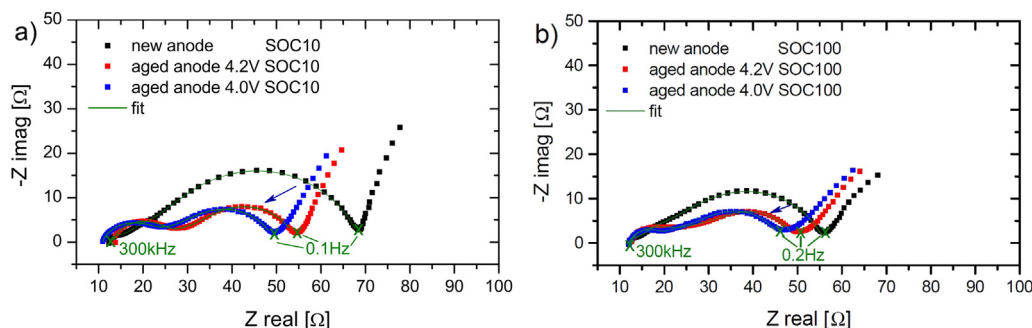 a)
50
40
30
20
10
0
-Z imag [Ω]
new anode SOC10
aged anode 4.2V SOC10
aged anode 4.0V SOC10
fit
300kHz
0.1Hz
10 20 30 40 50 60 70 80 90 100
Z real [Ω]
b)
50
40
30
20
10
0
-Z imag [Ω]
new anode SOC100
aged anode 4.2V SOC100
aged anode 4.0V SOC100
fit
300kHz
0.2Hz
10 20 30 40 50 60 70 80 90 100
Z real [Ω]